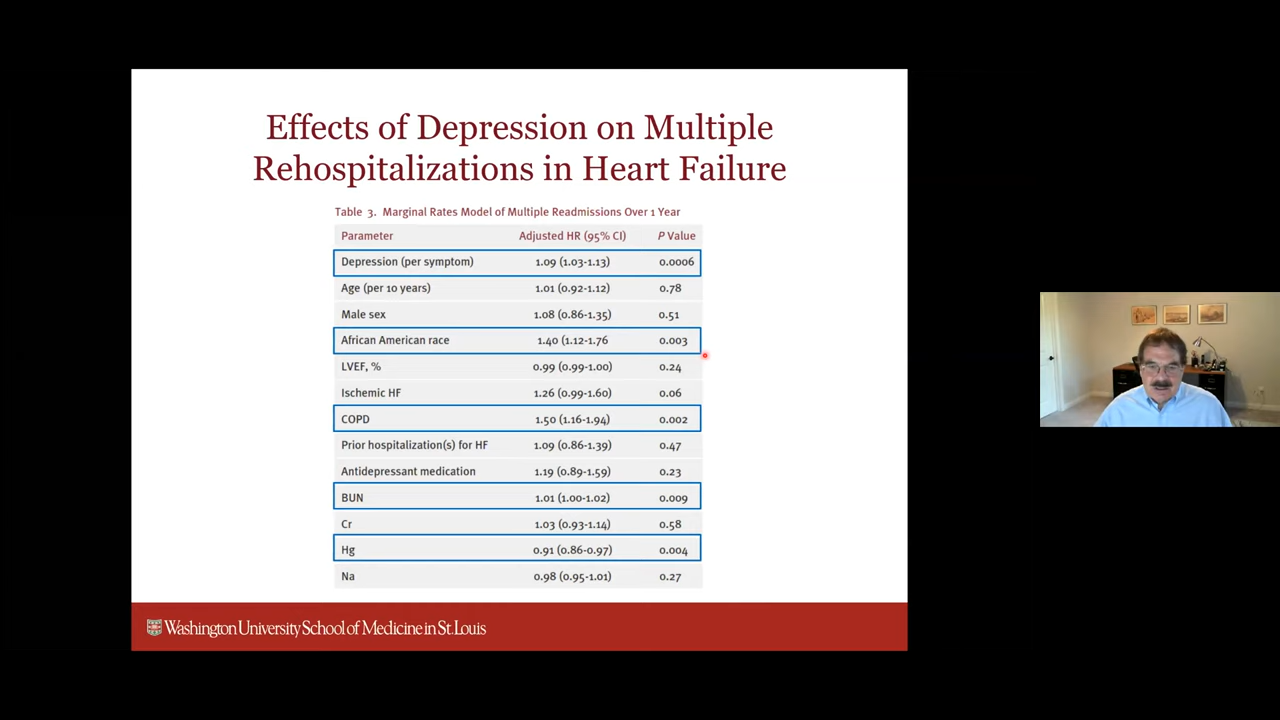 Effects of Depression on Multiple
Rehospitalizations in Heart Failure
Table 3. Marginal Rates Model of Multiple Readmissions Over 1 Year
Parameter Adjusted HR (95% CI) P Value
Depression (per symptom) 1.09 (1.03-1.13) 0.0006
Age (per 10 years) 1.01 (0.92-1.12) 0.78
Male sex 1.08 (0.86-1.35) 0.51
African American race 1.40 (1.12-1.76 0.003
LVEF, % 0.99 (0.99-1.00) 0.24
Ischemic HF 1.26 (0.99-1.60) 0.06
COPD 1.50 (1.16-1.94) 0.002
Prior hospitalization(s) for HF 1.09 (0.86-1.39) 0.47
Antidepressant medication 1.19 (0.89-1.59) 0.23
BUN 1.01 (1.00-1.02) 0.009
Cr 1.03 (0.93-1.14) 0.58
Hg 0.91 (0.86-0.97) 0.004
Na 0.98 (0.95-1.01) 0.27
Washington University School of Medicine in St. Louis